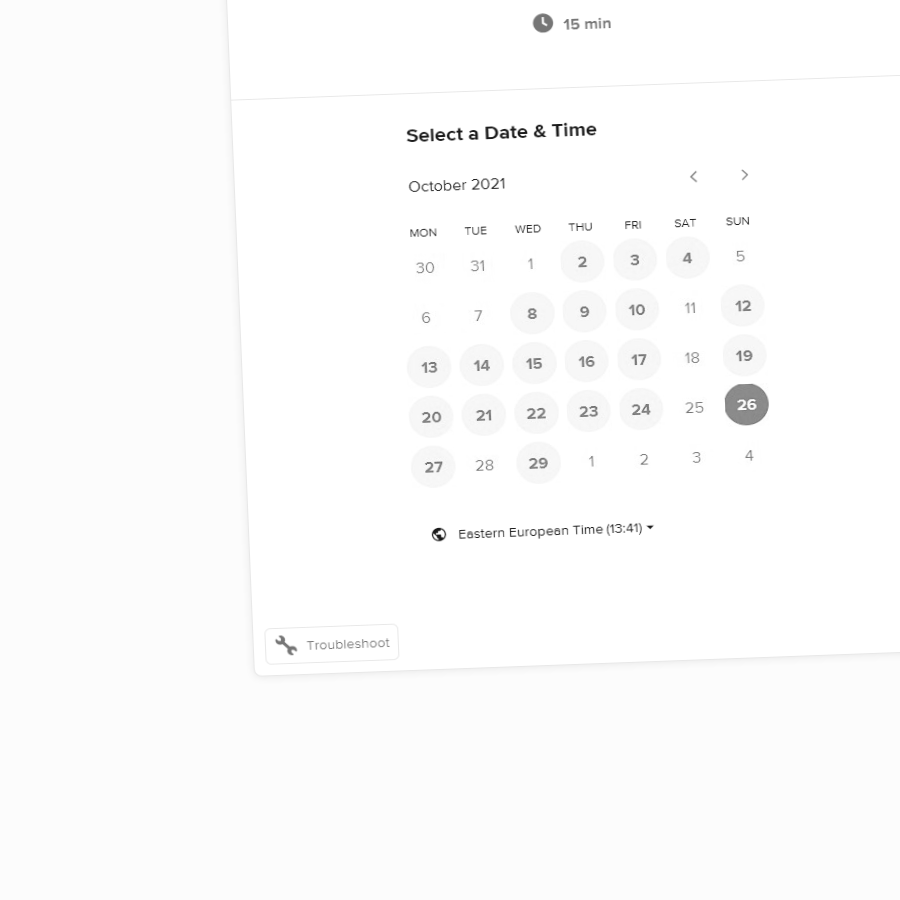 15 min
Select a Date & Time
October 2021
MON TUE WED THU FRI SAT SUN
30 31 1 2 3 4 5
6 7 8 9 10 11 12
13 14 15 16 17 18 19
20 21 22 23 24 25 26
27 28 29 1 2 3 4
Eastern European Time (13:41)
Troubleshoot